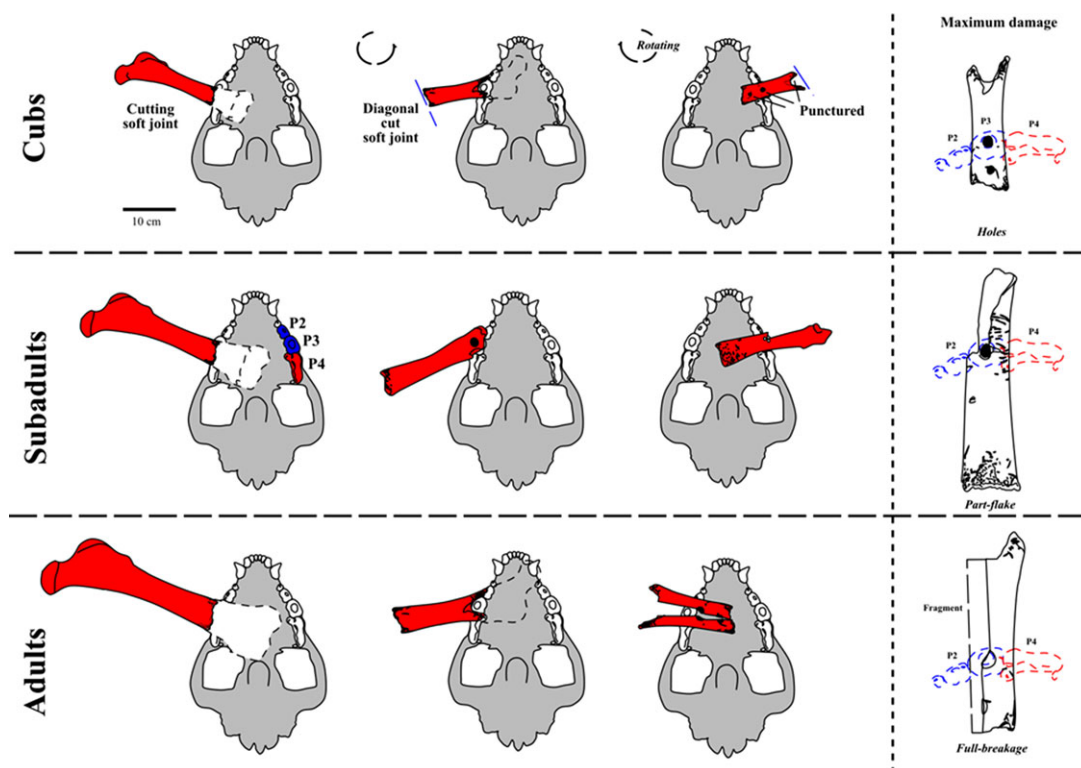 Maximum damage
Cubs
Cutting
soft joint
10 cm
Diagonal
cut
soft joint
Rotating
Punctured
P2
P3
P4
Holes
Subadults
P2
P3
P4
P2
P4
Part-flake
Adults
Fragment
P2
P4
Full-breakage